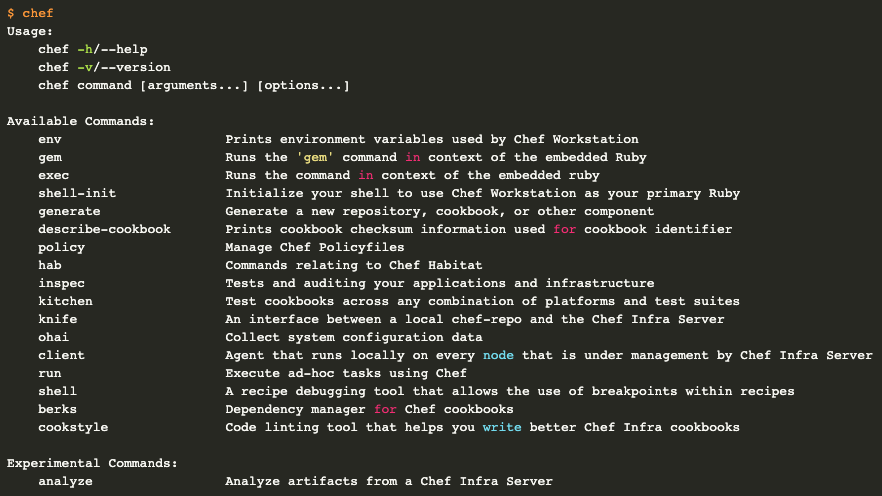 $ chef
Usage:
chef -h/--help
chef -v/--version
chef command [arguments...] [options...]
Available Commands:
env Prints environment variables used by Chef Workstation
gem Runs the 'gem' command in context of the embedded Ruby
exec Runs the command in context of the embedded ruby
shell-init Initialize your shell to use Chef Workstation as your primary Ruby
generate Generate a new repository, cookbook, or other component
describe-cookbook Prints cookbook checksum information used for cookbook identifier
policy Manage Chef Policyfiles
hab Commands relating to Chef Habitat
inspec Tests and auditing your applications and infrastructure
kitchen Test cookbooks across any combination of platforms and test suites
knife An interface between a local chef-repo and the Chef Infra Server
ohai Collect system configuration data
client Agent that runs locally on every node that is under management by Chef Infra Server
run Execute ad-hoc tasks using Chef
shell A recipe debugging tool that allows the use of breakpoints within recipes
berks Dependency manager for Chef cookbooks
cookstyle Code linting tool that helps you write better Chef Infra cookbooks
Experimental Commands:
analyze Analyze artifacts from a Chef Infra Server